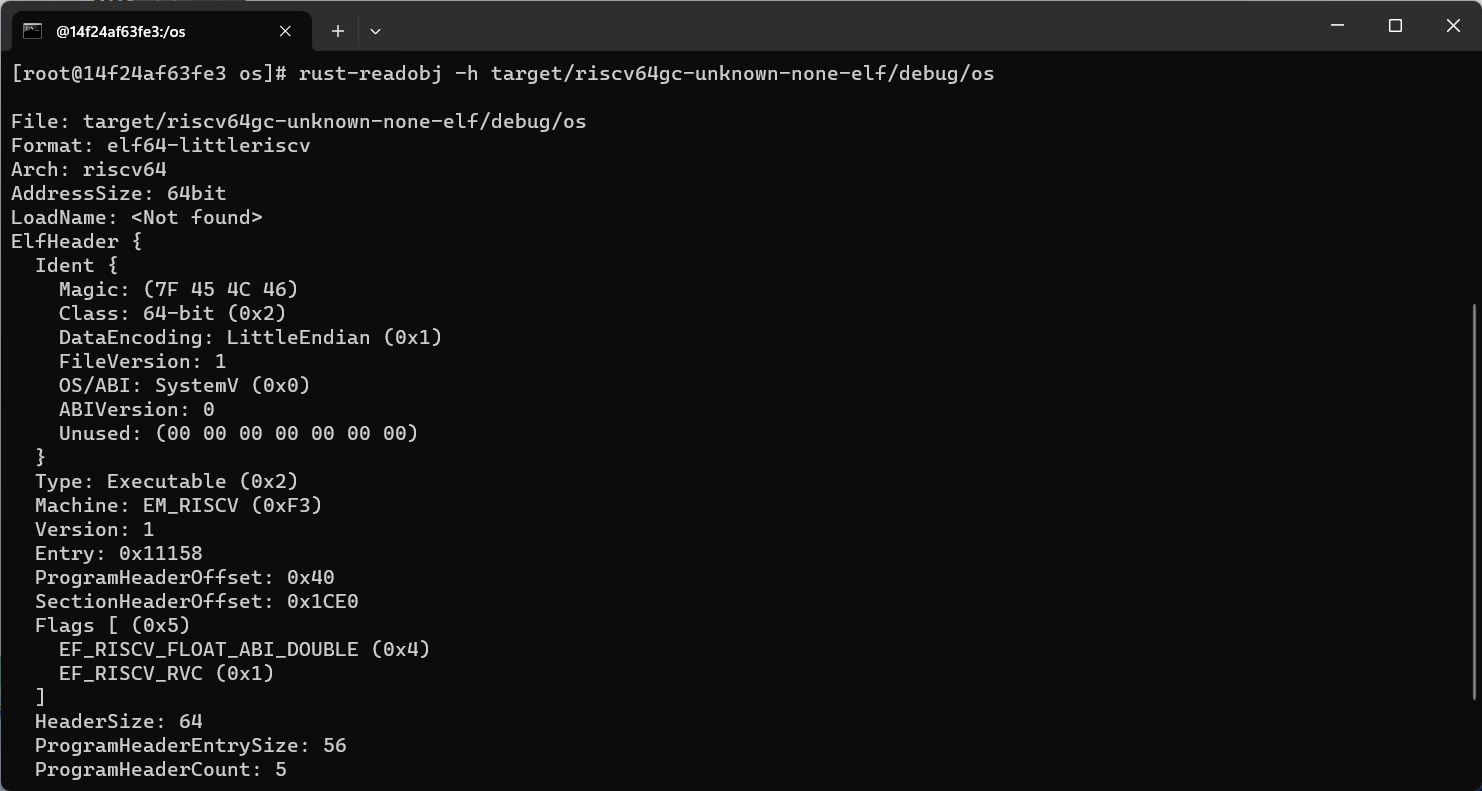 @14f24af63fe3:/os
[root@14f24af63fe3 os]# rust-readobj -h target/riscv64gc-unknown-none-elf/debug/os
File: target/riscv64gc-unknown-none-elf/debug/os
Format: elf64-littleriscv
Arch: riscv64
AddressSize: 64bit
LoadName: <Not found>
ElfHeader {
  Ident {
    Magic: (7F 45 4C 46)
    Class: 64-bit (0x2)
    DataEncoding: LittleEndian (0x1)
    FileVersion: 1
    OS/ABI: SystemV (0x0)
    ABIVersion: 0
    Unused: (00 00 00 00 00 00 00)
  }
  Type: Executable (0x2)
  Machine: EM_RISCV (0xF3)
  Version: 1
  Entry: 0x11158
  ProgramHeaderOffset: 0x40
  SectionHeaderOffset: 0x1CE0
  Flags [ (0x5)
    EF_RISCV_FLOAT_ABI_DOUBLE (0x4)
    EF_RISCV_RVC (0x1)
  ]
  HeaderSize: 64
  ProgramHeaderEntrySize: 56
  ProgramHeaderCount: 5